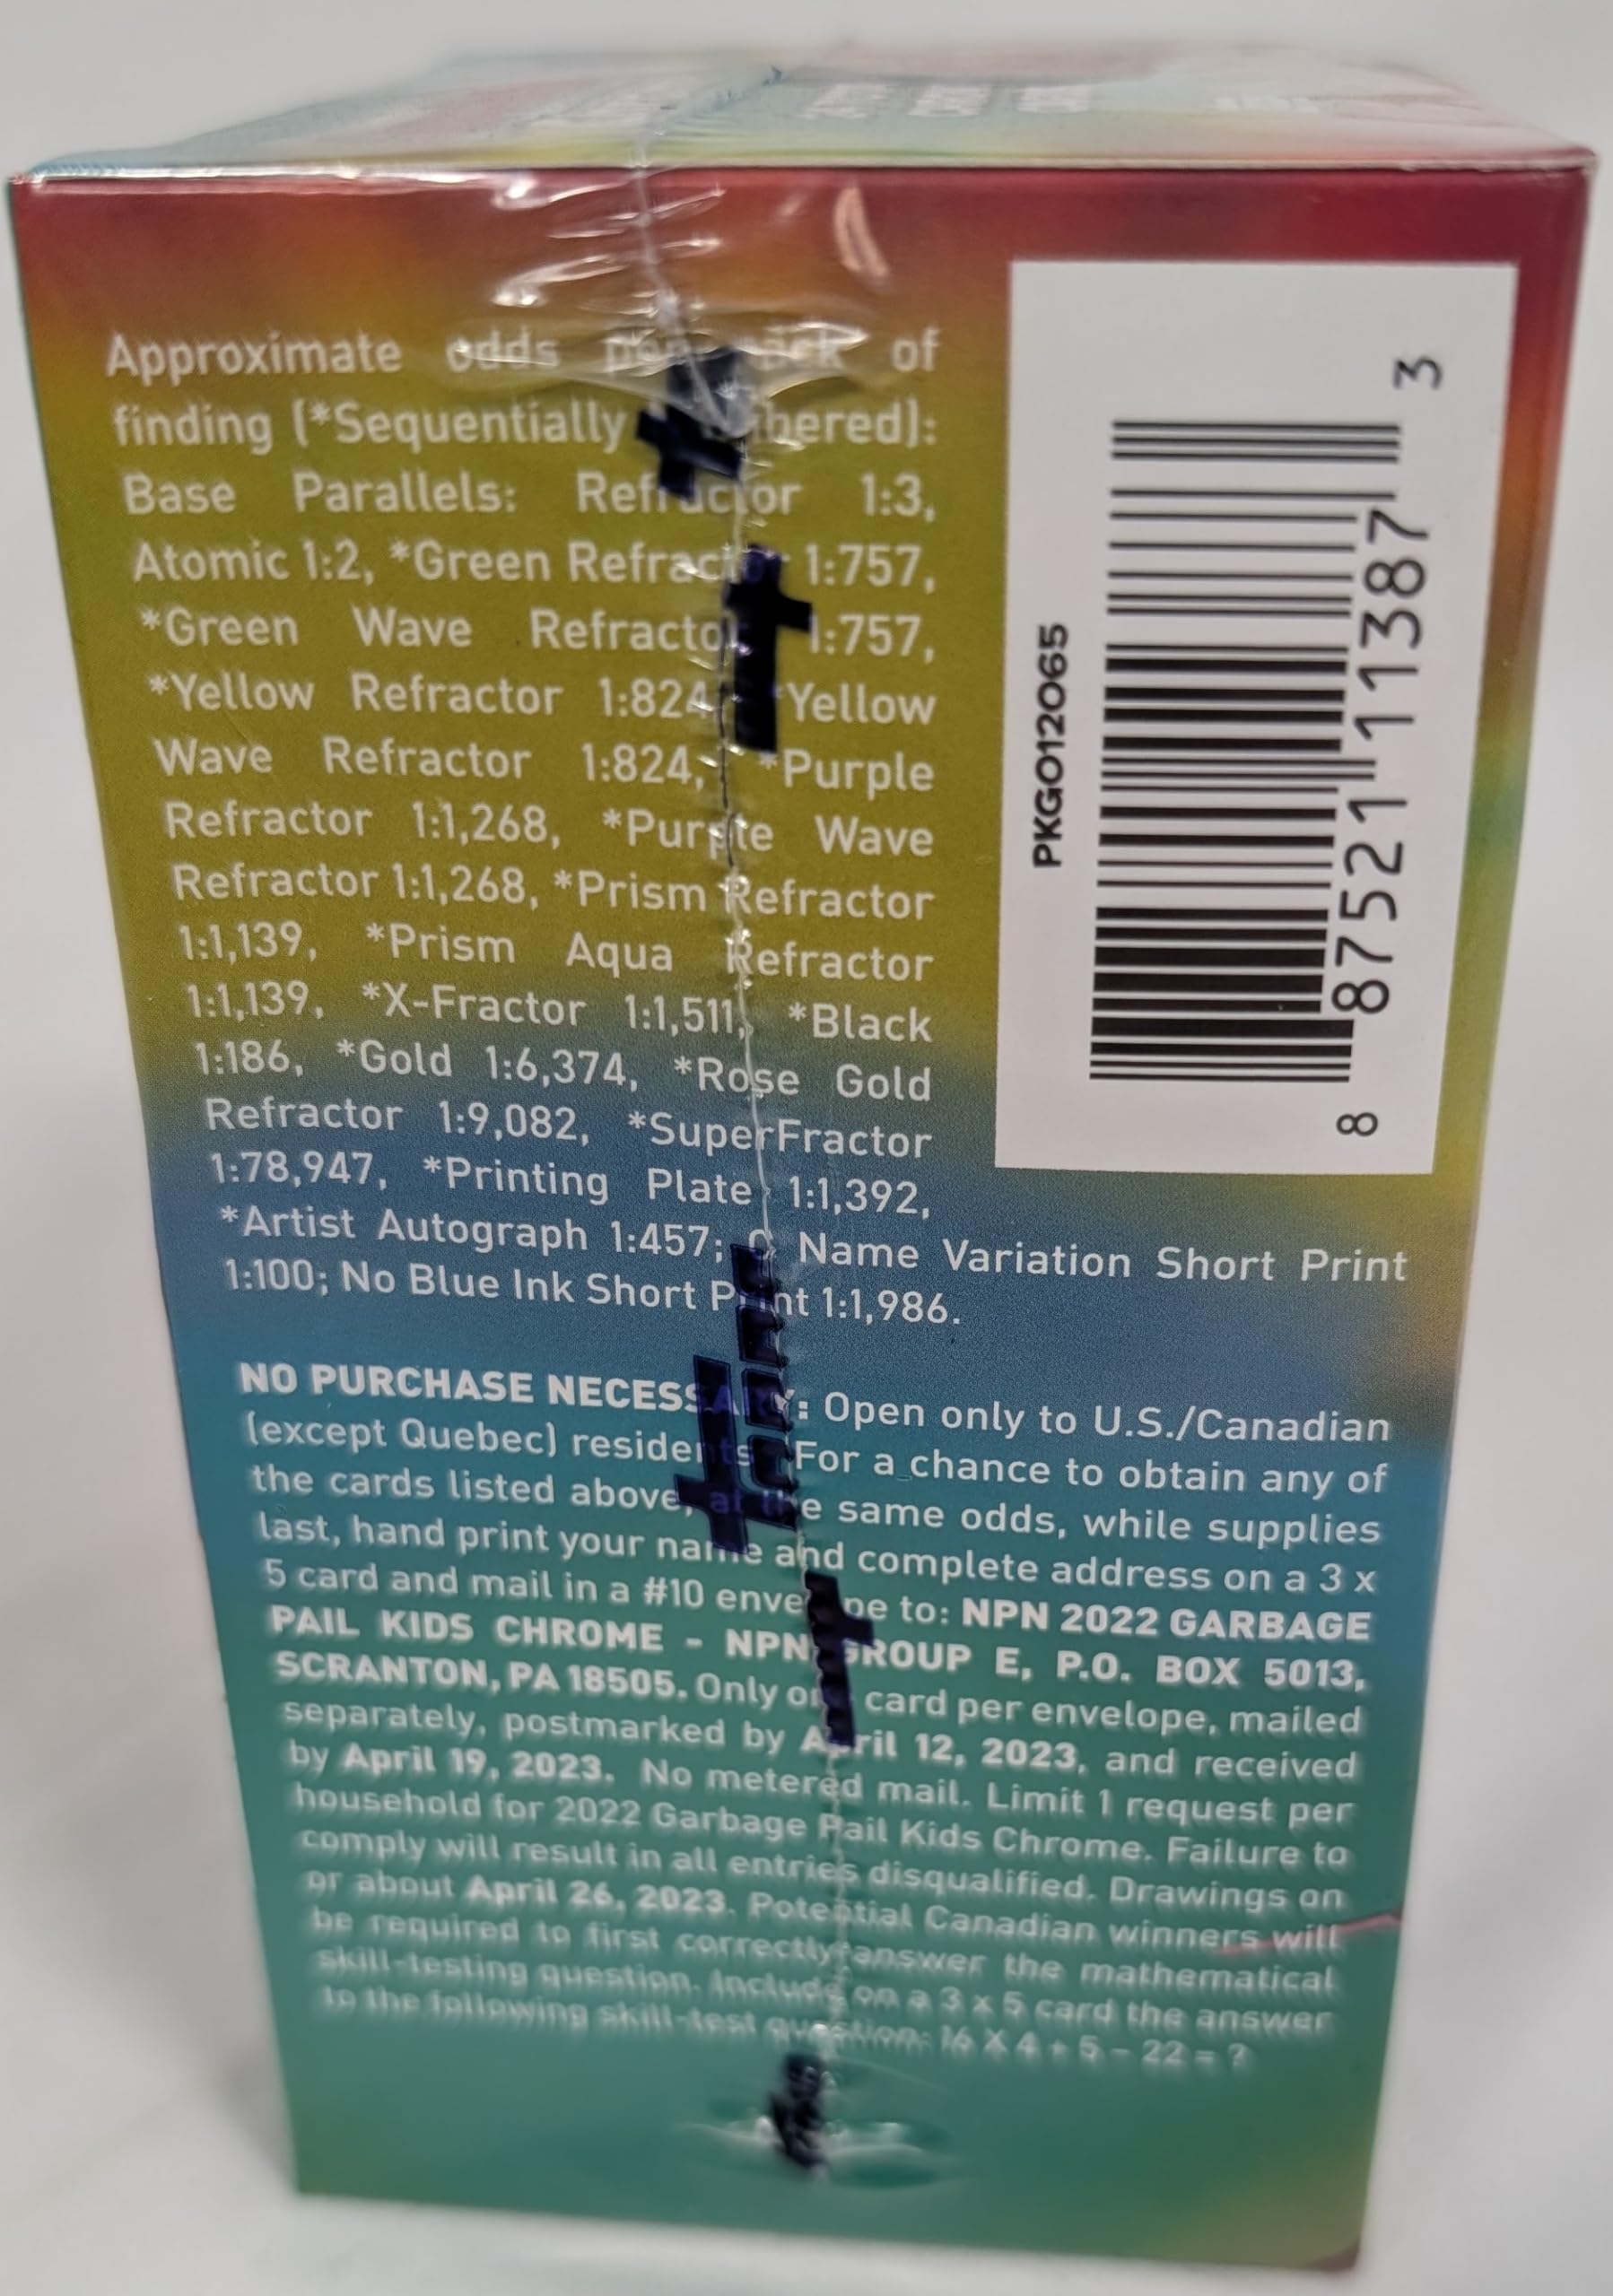 Approximate odds of
finding (*Sequentially
Base Parallels: Refractor 1:3,
Atomic 1:2, *Green Refractor 1:757,
*Green Wave Refractor 1:757,
*Yellow Refractor 1:824, *Yellow
Wave Refractor 1:824, *Purple
Refractor 1:1,268, *Purple Wave
Refractor 1:1,268, *Prism Refractor
1:1,139, *Prism Aqua Refractor
1:1,139, *X-Fractor 1:1,511, *Black
1:186, *Gold 1:6,374, *Rose Gold
Refractor 1:9,082, *SuperFractor
1:78,947, *Printing Plate 1:1,392,
*Artist Autograph 1:457; C Name Variation Short Print
1:100; No Blue Ink Short Print 1:1,986.
NO PURCHASE NECESSARY: Open only to U.S./Canadian
(except Quebec) residents. For a chance to obtain any of
the cards listed above, at the same odds, while supplies
last, hand print your name and complete address on a 3 x
5 card and mail in a #10 envelope to: NPN 2022 GARBAGE
PAIL KIDS CHROME - NPN GROUP E, P.O. BOX 5013,
SCRANTON, PA 18505. Only one card per envelope, mailed
separately, postmarked by April 12, 2023, and received
by April 19, 2023. No metered mail. Limit 1 request per
household for 2022 Garbage Pail Kids Chrome. Failure to
comply will result in all entries disqualified. Drawings on
or about April 26, 2023. Potential Canadian winners will
be required to first correctly answer the mathematical
skill-testing question. Include on a 3 x 5 card the answer
to the following skill-test question: 16 X 4 + 5 - 22 = ?
PKG012065
8 87521 11387 3